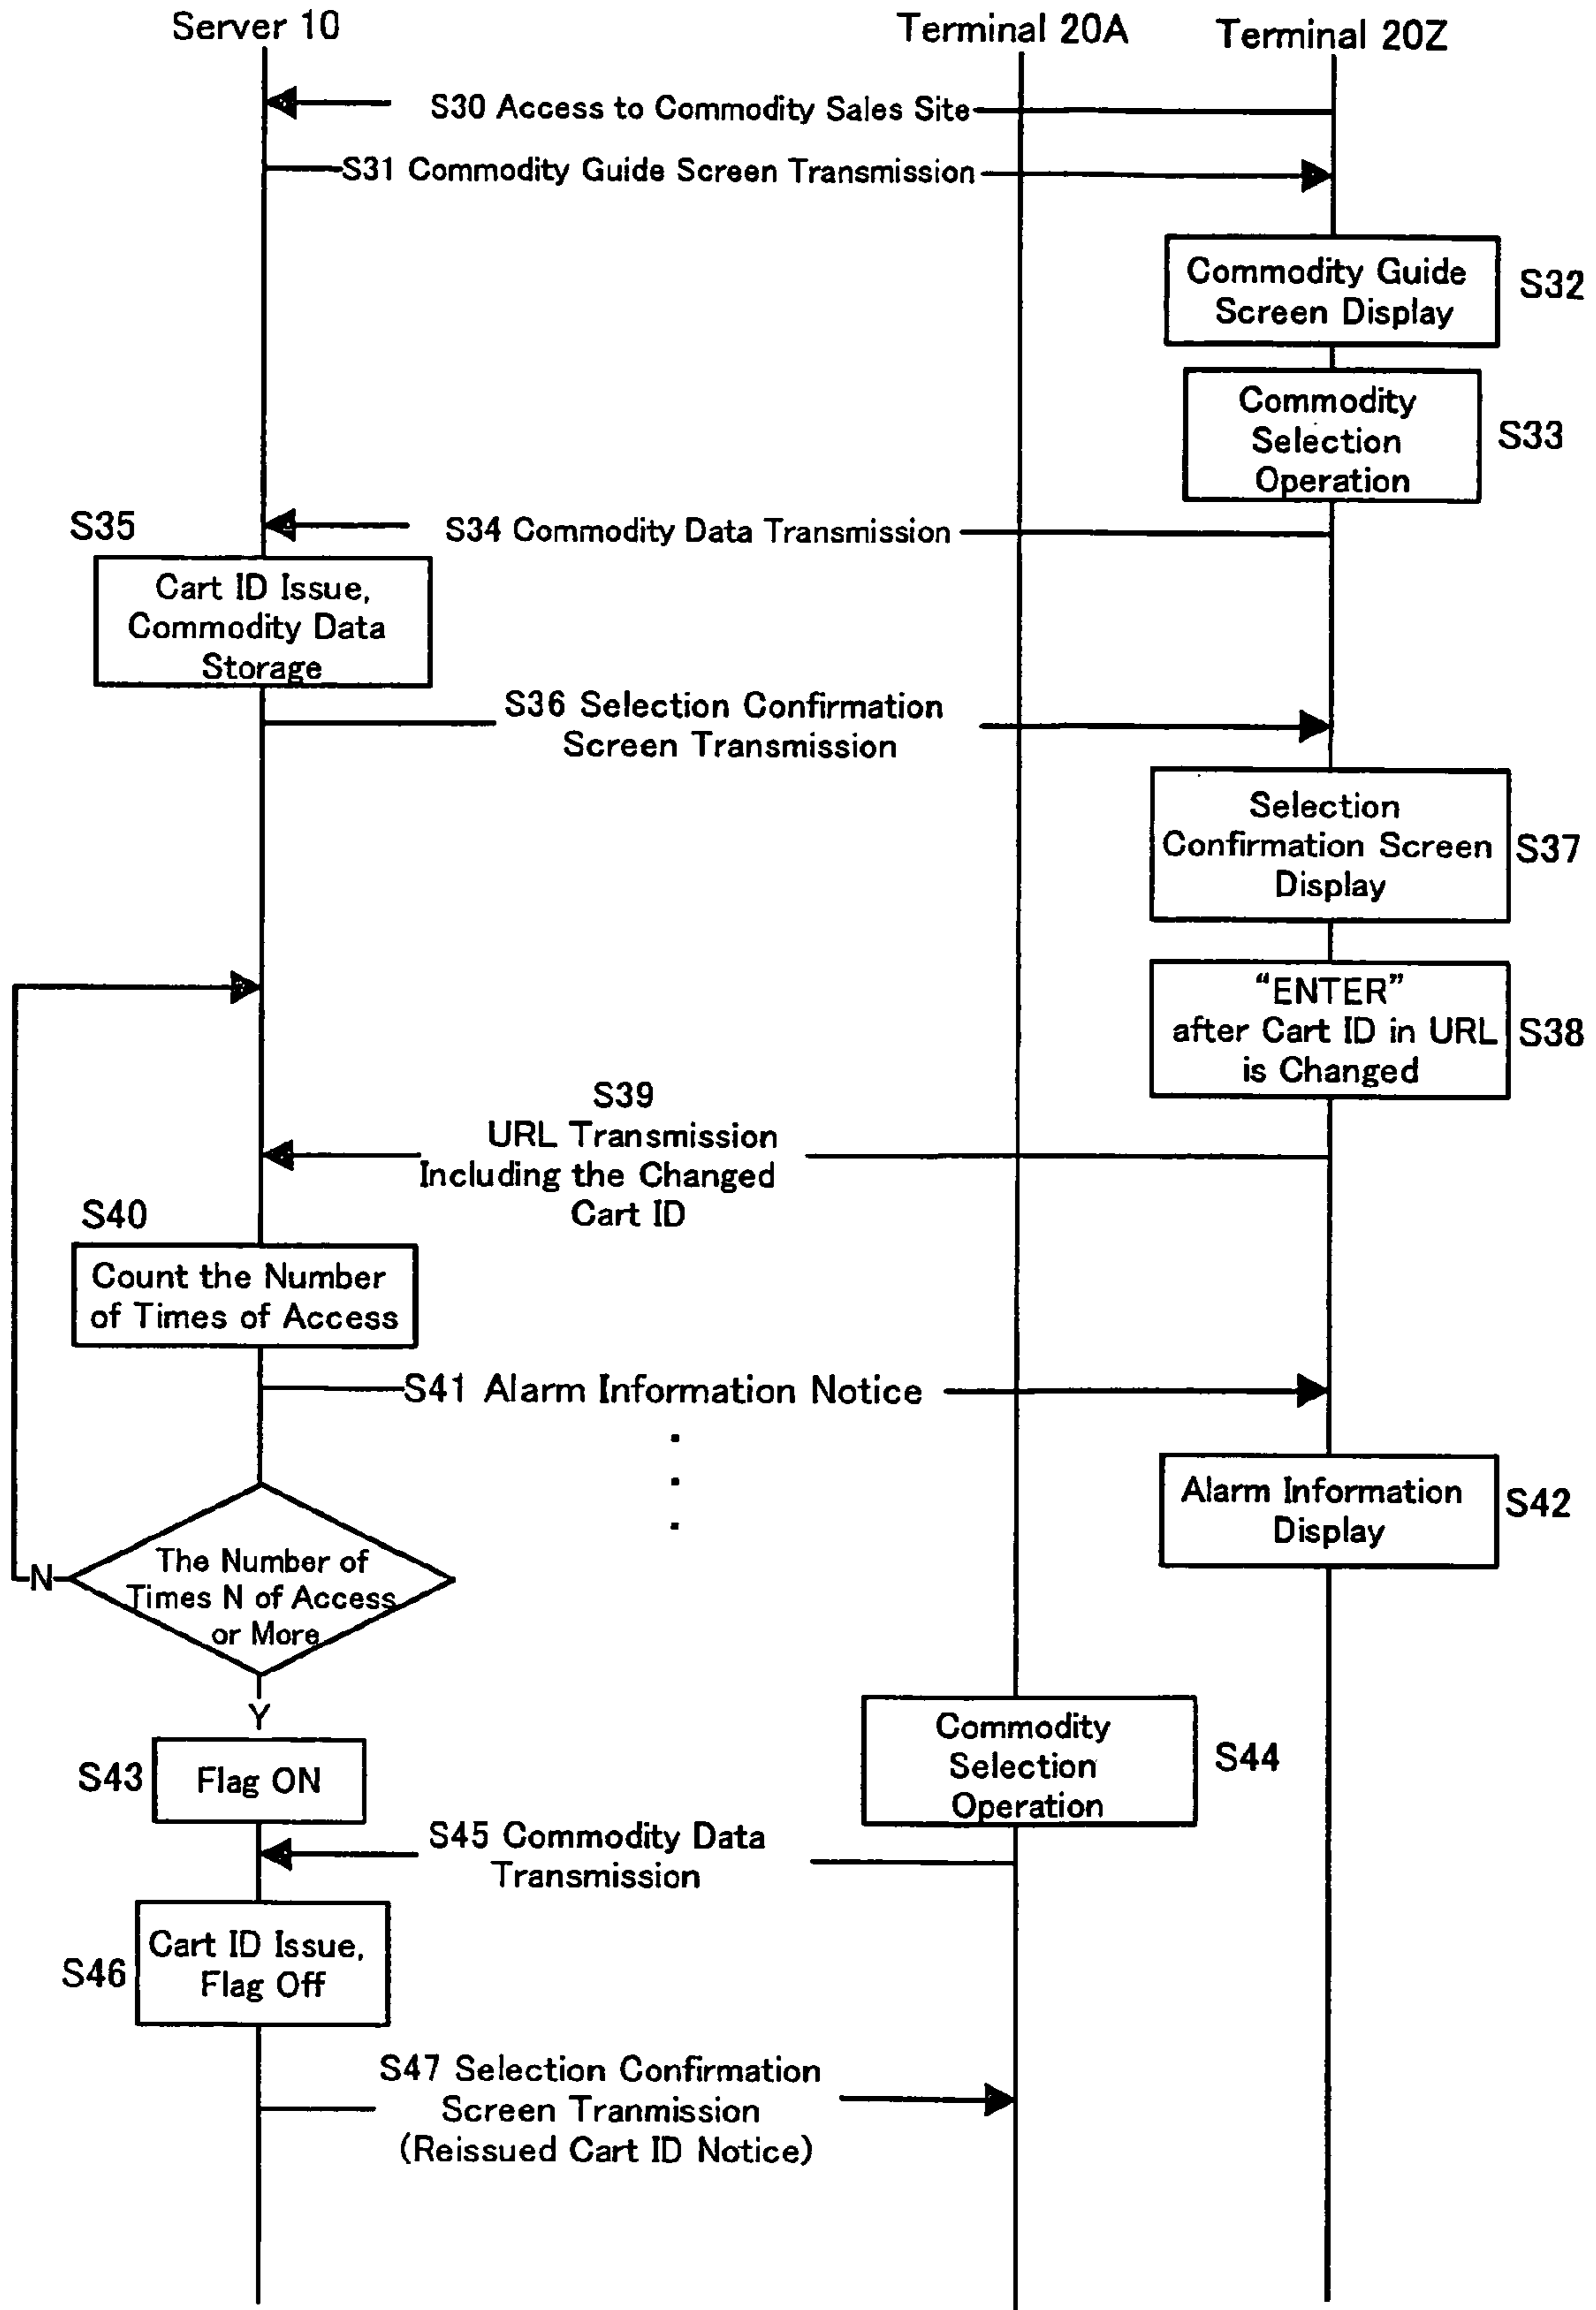 Server 10
Terminal 20A
Terminal 20Z
S30 Access to Commodity Sales Site
S31 Commodity Guide Screen Transmission
Commodity Guide
Screen Display
S32
Commodity
Selection
Operation
S33
S34 Commodity Data Transmission
S35
Cart ID Issue,
Commodity Data
Storage
S36 Selection Confirmation
Screen Transmission
Selection
Confirmation Screen
Display
S37
“ENTER”
after Cart ID in URL
is Changed
S38
S39
URL Transmission
Including the Changed
Cart ID
S40
Count the Number
of Times of Access
S41 Alarm Information Notice
Alarm Information
Display
S42
The Number of
Times N of Access
or More
N
Y
S43
Flag ON
Commodity
Selection
Operation
S44
S45 Commodity Data
Transmission
S46
Cart ID Issue,
Flag Off
S47 Selection Confirmation
Screen Tranmission
(Reissued Cart ID Notice)